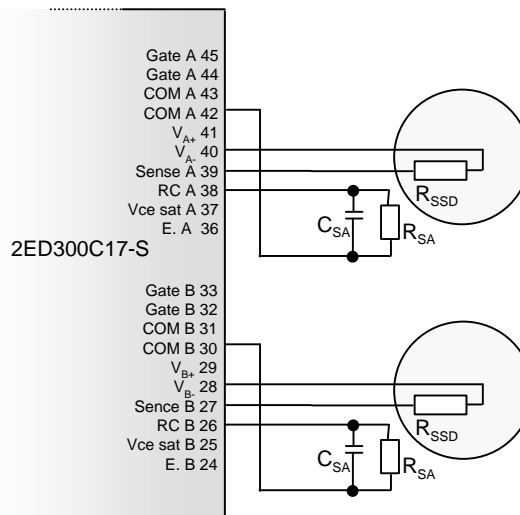 Gate A 45
Gate A 44
COM A 43
COM A 42
VA+ 41
VA- 40
Sense A 39
RC A 38
Vce sat A 37
E. A 36
RSSD
CSA
RSA
2ED300C17-S
Gate B 33
Gate B 32
COM B 31
COM B 30
VB+ 29
VB- 28
Sence B 27
RC B 26
Vce sat B 25
E. B 24
RSSD
CSA
RSA